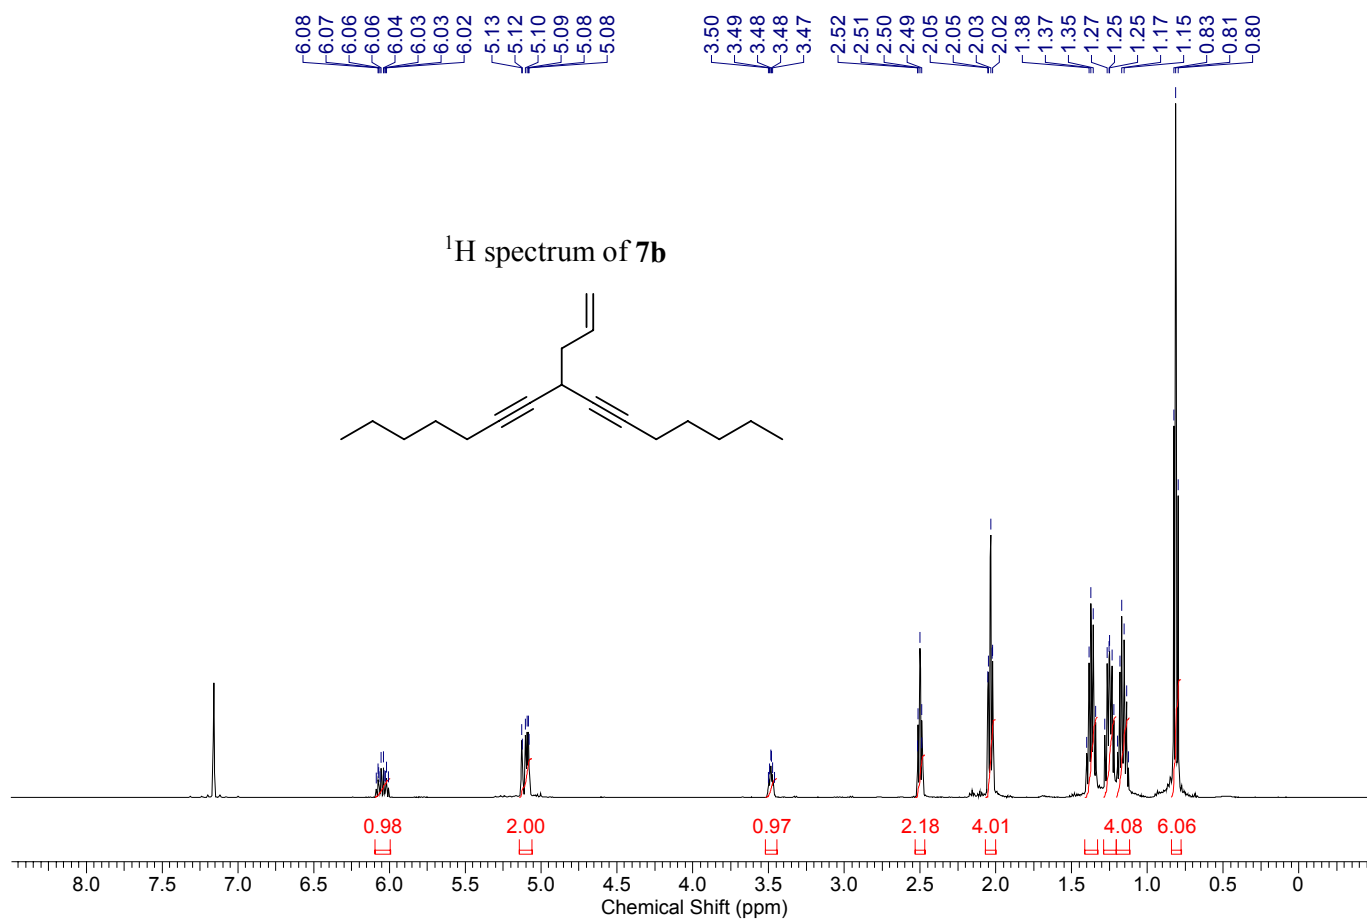 6.08 6.07 6.06 6.06 6.04 6.03 6.03 6.02 5.13 5.12 5.10 5.09 5.08 5.08 3.50 3.49 3.48 3.48 3.47 2.52 2.51 2.50 2.49 2.05 2.05 2.03 2.02 1.38 1.37 1.35 1.27 1.25 1.25 1.17 1.15 0.83 0.81 0.80
¹H spectrum of 7b
0.98 2.00 0.97 2.18 4.01 4.08 6.06
8.0 7.5 7.0 6.5 6.0 5.5 5.0 4.5 4.0 3.5 3.0 2.5 2.0 1.5 1.0 0.5 0
Chemical Shift (ppm)